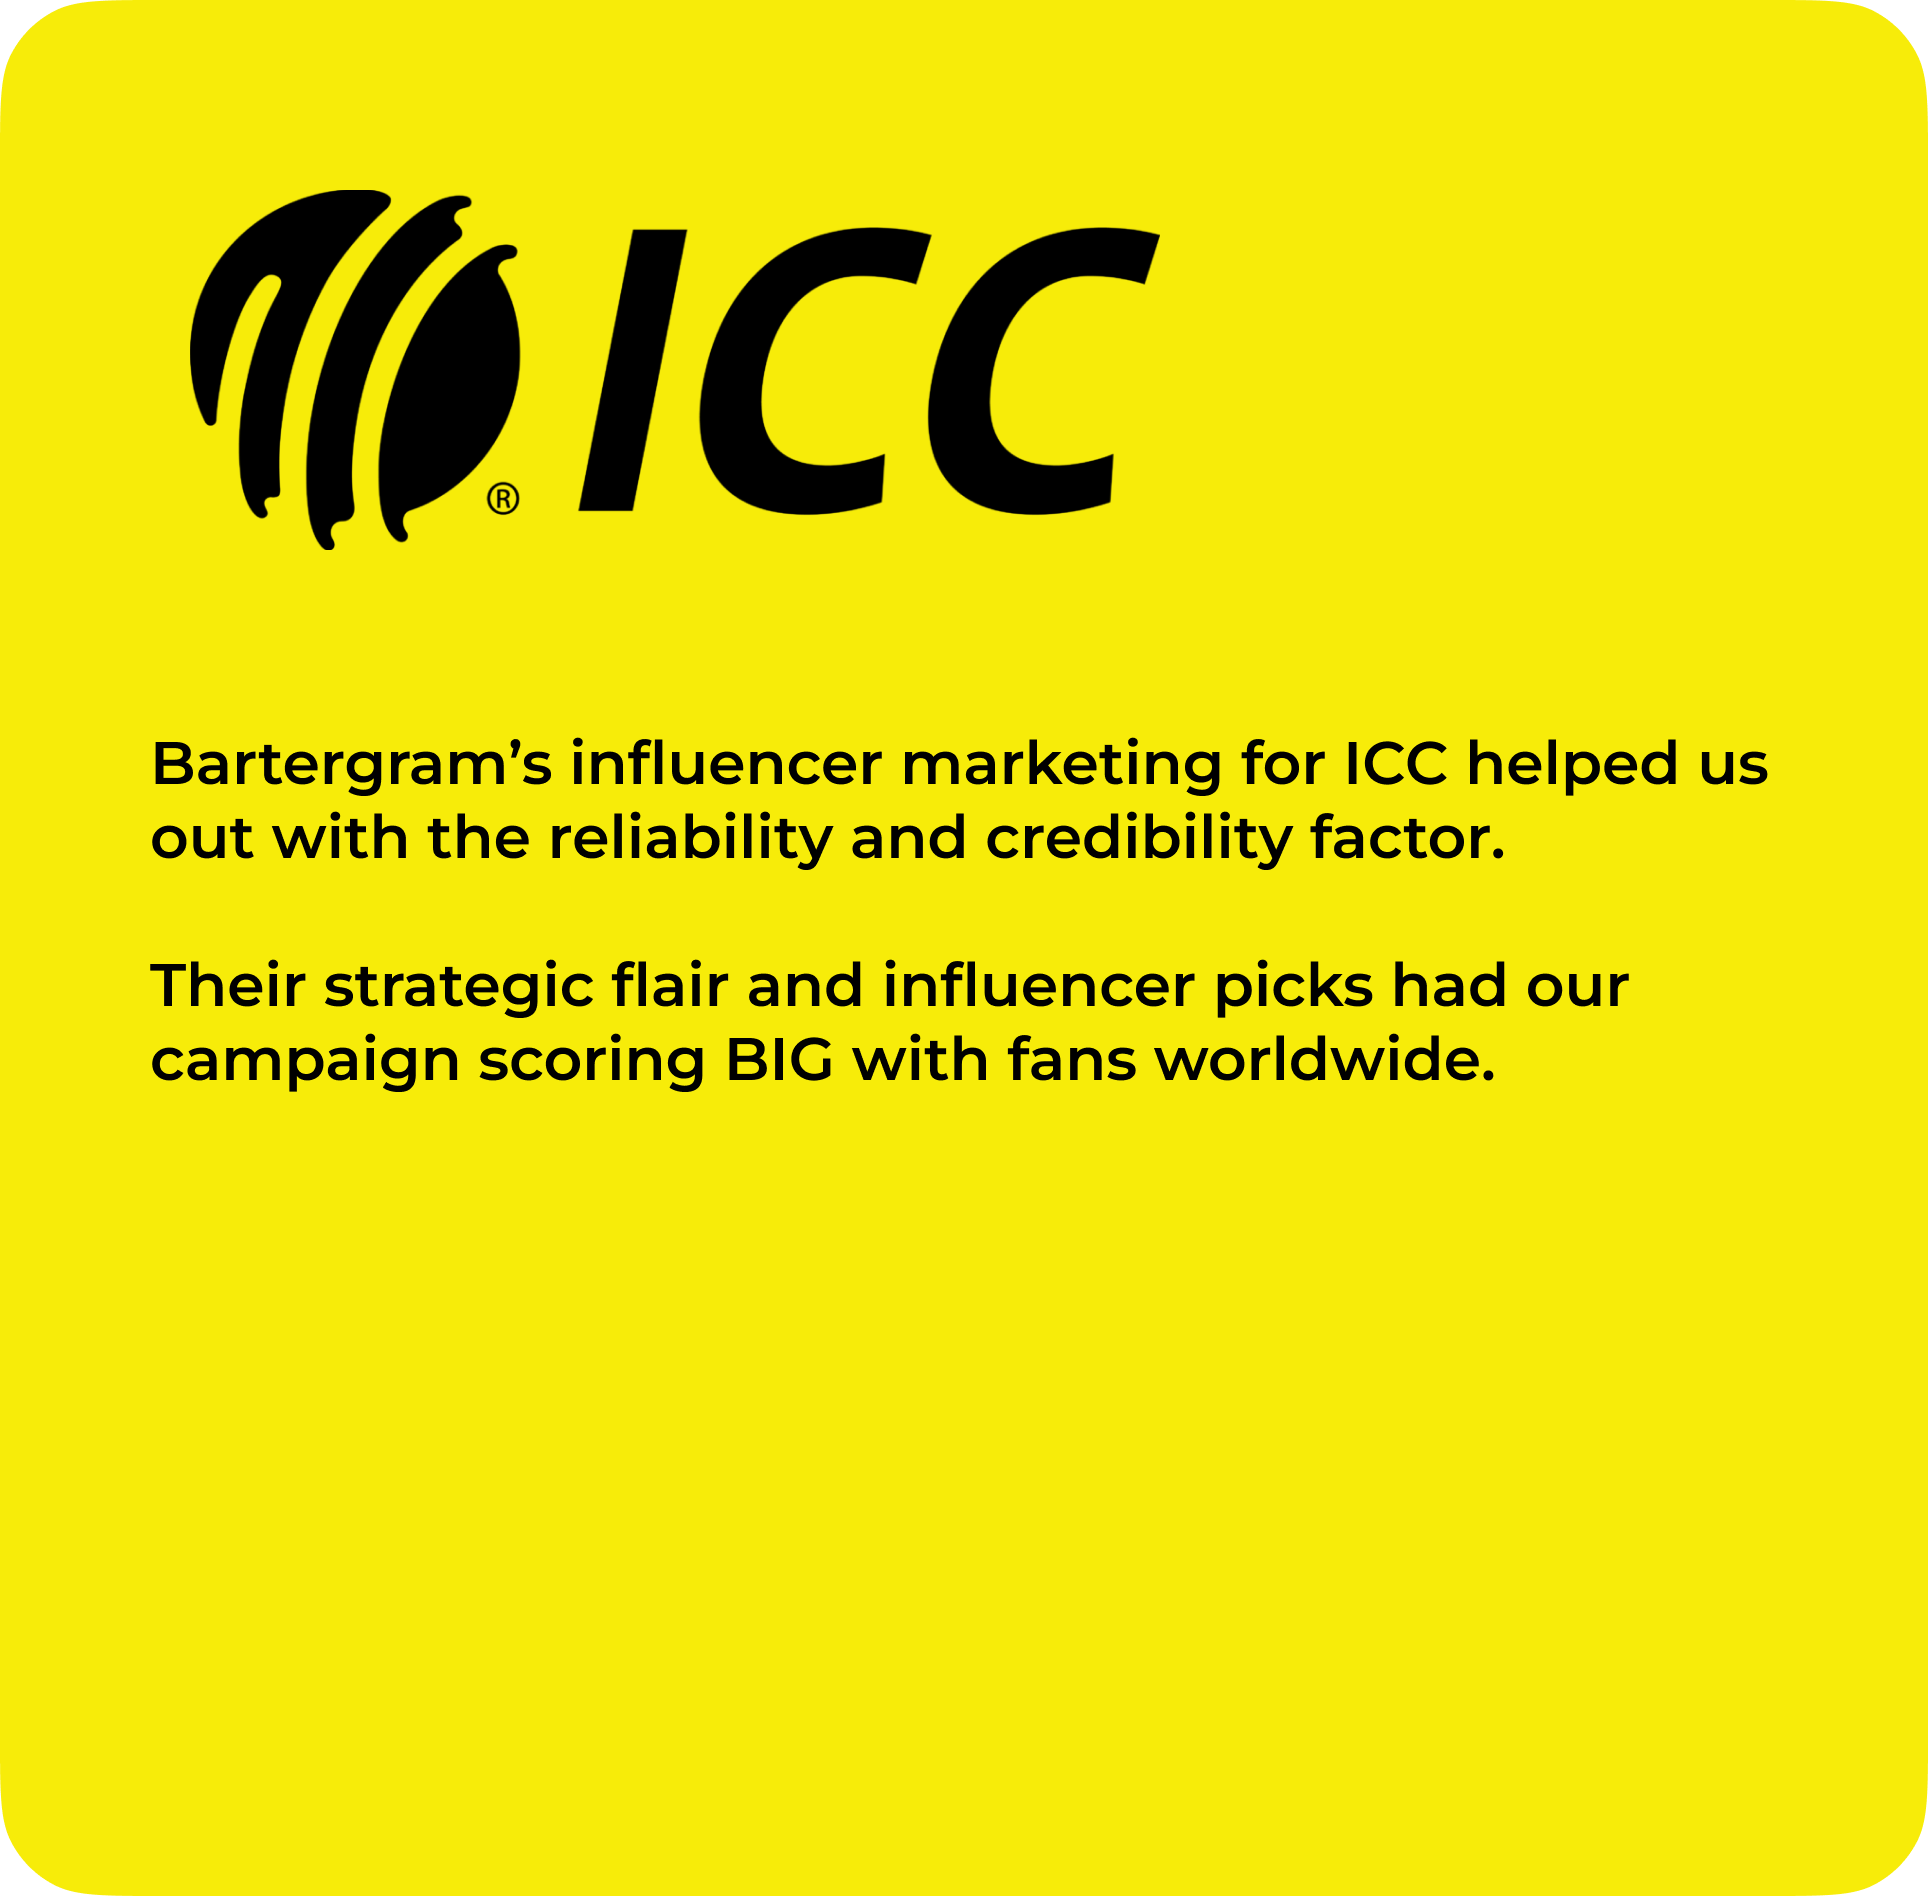 ® ICC
Bartergram’s influencer marketing for ICC helped us
out with the reliability and credibility factor.
Their strategic flair and influencer picks had our
campaign scoring BIG with fans worldwide.